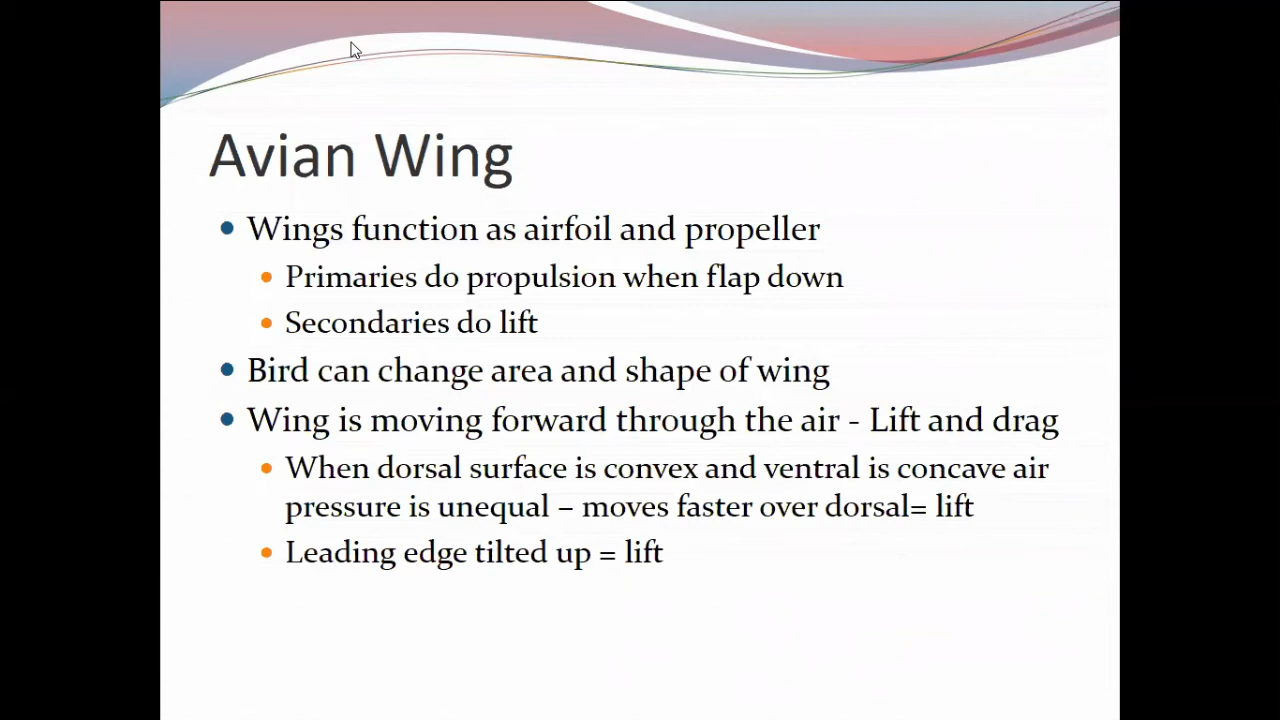 Avian Wing
Wings function as airfoil and propeller
Primaries do propulsion when flap down
Secondaries do lift
Bird can change area and shape of wing
Wing is moving forward through the air - Lift and drag
When dorsal surface is convex and ventral is concave air
pressure is unequal – moves faster over dorsal= lift
Leading edge tilted up = lift